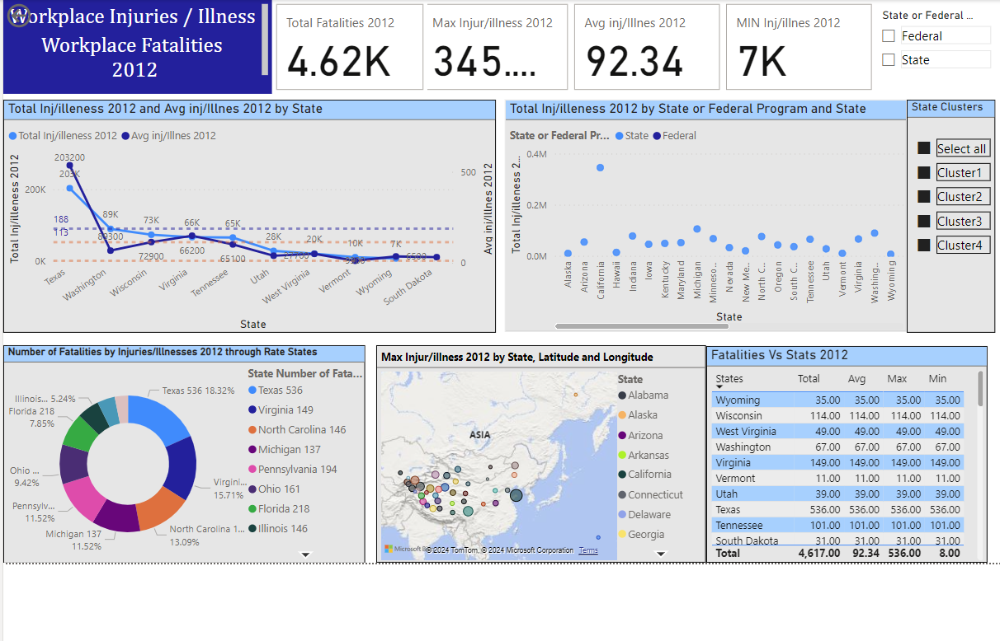 Workplace Injuries / Illness
Workplace Fatalities
2012
Total Fatalities 2012
4.62K
Max Injur/illness 2012
345....
Avg inj/Illnes 2012
92.34
MIN Inj/illnes 2012
7K
State or Federal ...
Federal
State
Total Inj/illeness 2012 and Avg inj/Illnes 2012 by State
Total Inj/illeness 2012
Avg inj/Illnes 2012
Total Inj/illeness 2012
200K
0K
203200
203K
188
113
89K
89300
73K
72900
66K
66200
65K
65100
28K
20K
10K
7K
500
0
Avg inj/Illnes 2012
Texas
Washington
Wisconsin
Virginia
Tennessee
Utah
West Virginia
Vermont
Wyoming
South Dakota
State
Total Inj/illeness 2012 by State or Federal Program and State
State or Federal Pr...
State
Federal
Total Inj/illeness 2...
0.4M
0.2M
0.0M
Alaska
Arizona
California
Hawaii
Indiana
Iowa
Kentucky
Maryland
Michigan
Minneso...
Nevada
New Me...
North C...
Oregon
South C...
Tennessee
Utah
Vermont
Virginia
Washing...
Wyoming
State
State Clusters
Select all
Cluster1
Cluster2
Cluster3
Cluster4
Number of Fatalities by Injuries/Illnesses 2012 through Rate States
Texas 536 18.32%
Virgini...
15.71%
North Carolina 1...
13.09%
Michigan 137
11.52%
Pennsylv...
11.52%
Ohio ...
9.42%
Florida 218
7.85%
Illinois... 5.24%
State Number of Fata...
Texas 536
Virginia 149
North Carolina 146
Michigan 137
Pennsylvania 194
Ohio 161
Florida 218
Illinois 146
Max Injur/illness 2012 by State, Latitude and Longitude
ASIA
Microsoft
© 2024 TomTom, © 2024 Microsoft Corporation
Terms
State
Alabama
Alaska
Arizona
Arkansas
California
Connecticut
Delaware
Georgia
Fatalities Vs Stats 2012
States Total Avg Max Min
Wyoming 35.00 35.00 35.00 35.00
Wisconsin 114.00 114.00 114.00 114.00
West Virginia 49.00 49.00 49.00 49.00
Washington 67.00 67.00 67.00 67.00
Virginia 149.00 149.00 149.00 149.00
Vermont 11.00 11.00 11.00 11.00
Utah 39.00 39.00 39.00 39.00
Texas 536.00 536.00 536.00 536.00
Tennessee 101.00 101.00 101.00 101.00
South Dakota 31.00 31.00 31.00 31.00
Total 4,617.00 92.34 536.00 8.00